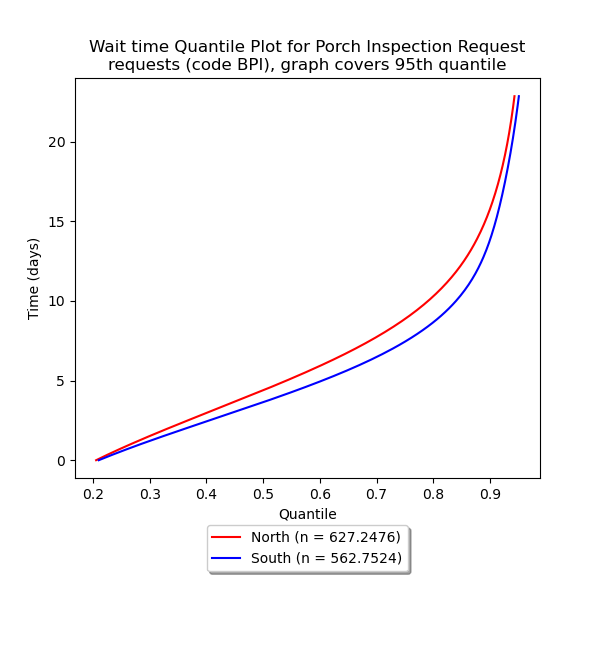 Wait time Quantile Plot for Porch Inspection Request
requests (code BPI), graph covers 95th quantile
20
15
10
5
0
Time (days)
0.2 0.3 0.4 0.5 0.6 0.7 0.8 0.9
Quantile
North (n = 627.2476)
South (n = 562.7524)